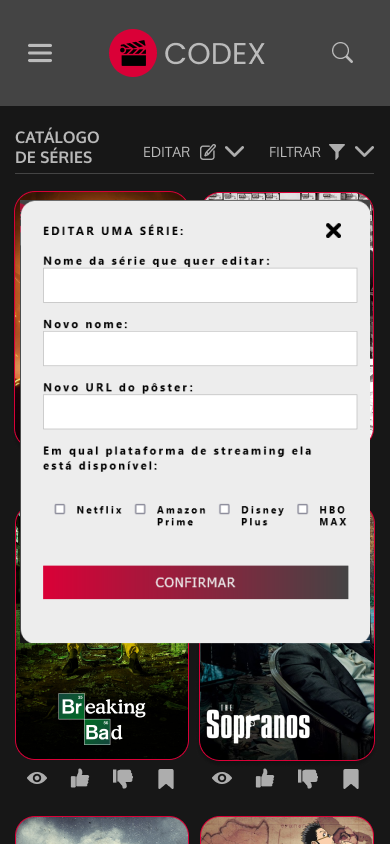 CODEX
CATÁLOGO
DE SÉRIES
EDITAR
FILTRAR
EDITAR UMA SÉRIE:
Nome da série que quer editar:
Novo nome:
Novo URL do pôster:
Em qual plataforma de streaming ela
está disponível:
Netflix
Amazon
Prime
Disney
Plus
HBO
MAX
CONFIRMAR
Breaking
Bad
THE
Sopranos